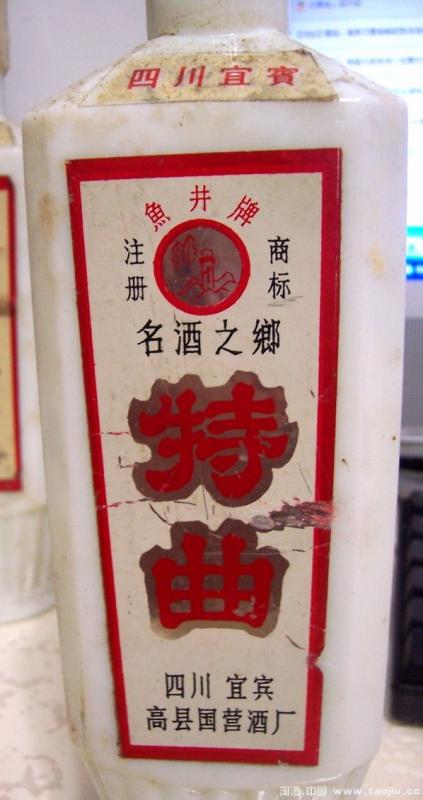 四川宜賓
魚井牌
注册 商标
名酒之鄉
特曲
四川 宜宾
高县国营酒厂
淘酒.中国 www.taojiu.cc